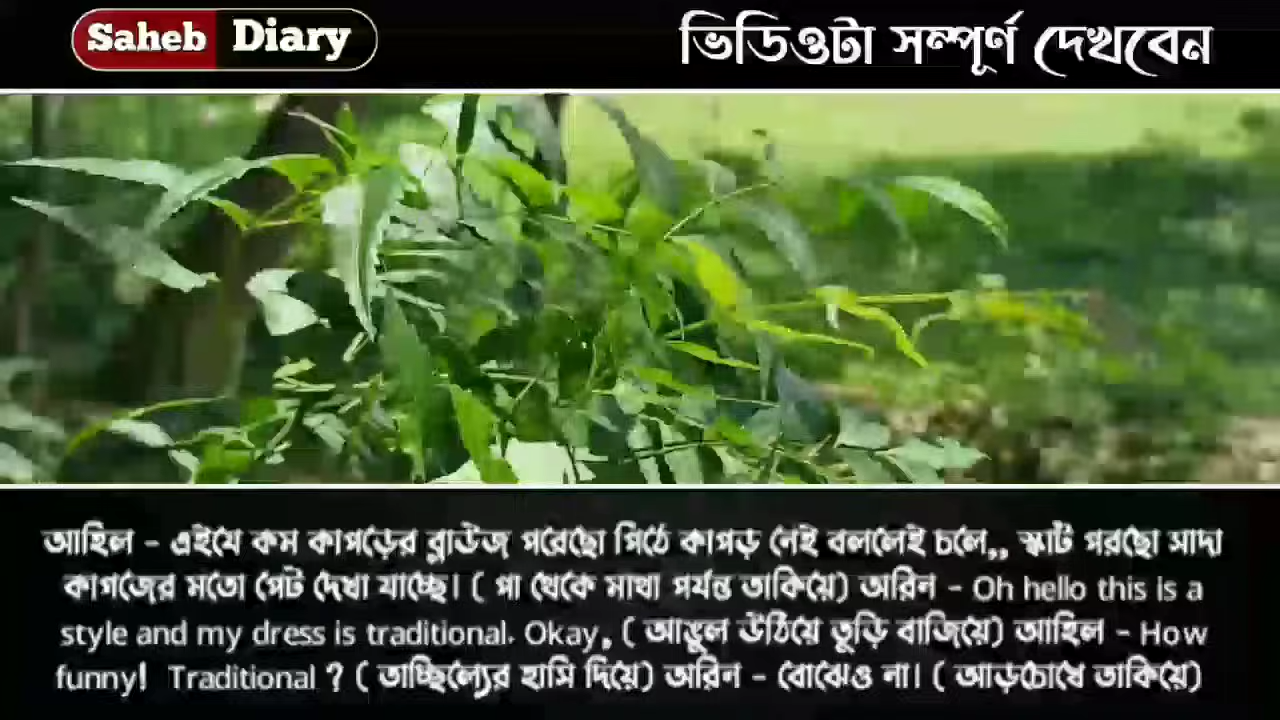 Saheb Diary
ভিডিওটা সম্পূর্ণ দেখবেন
আহিল - এইযে কম কাপড়ের ব্লাউজ পরেছো পিঠে কাপড় নেই বললেই চলে,, স্কার্ট পরছো সাদা
কাগজের মতো পেট দেখা যাচ্ছে। ( পা থেকে মাথা পর্যন্ত তাকিয়ে) অরিন - Oh hello this is a
style and my dress is traditional. Okay, ( আঙুল উঠিয়ে তুড়ি বাজিয়ে) আহিল - How
funny! Traditional ? ( তাচ্ছিল্যের হাসি দিয়ে) অরিন - বোঝেও না। ( আড়চোখে তাকিয়ে)